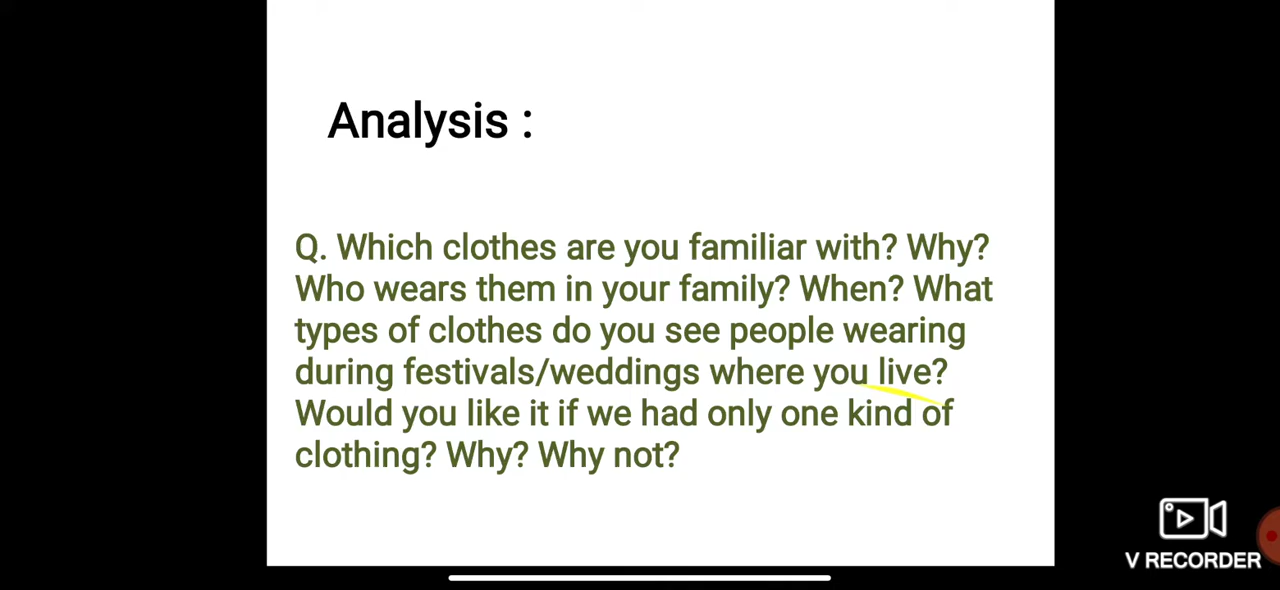 Analysis :
Q. Which clothes are you familiar with? Why?
Who wears them in your family? When? What
types of clothes do you see people wearing
during festivals/weddings where you live?
Would you like it if we had only one kind of
clothing? Why? Why not?
V RECORDER